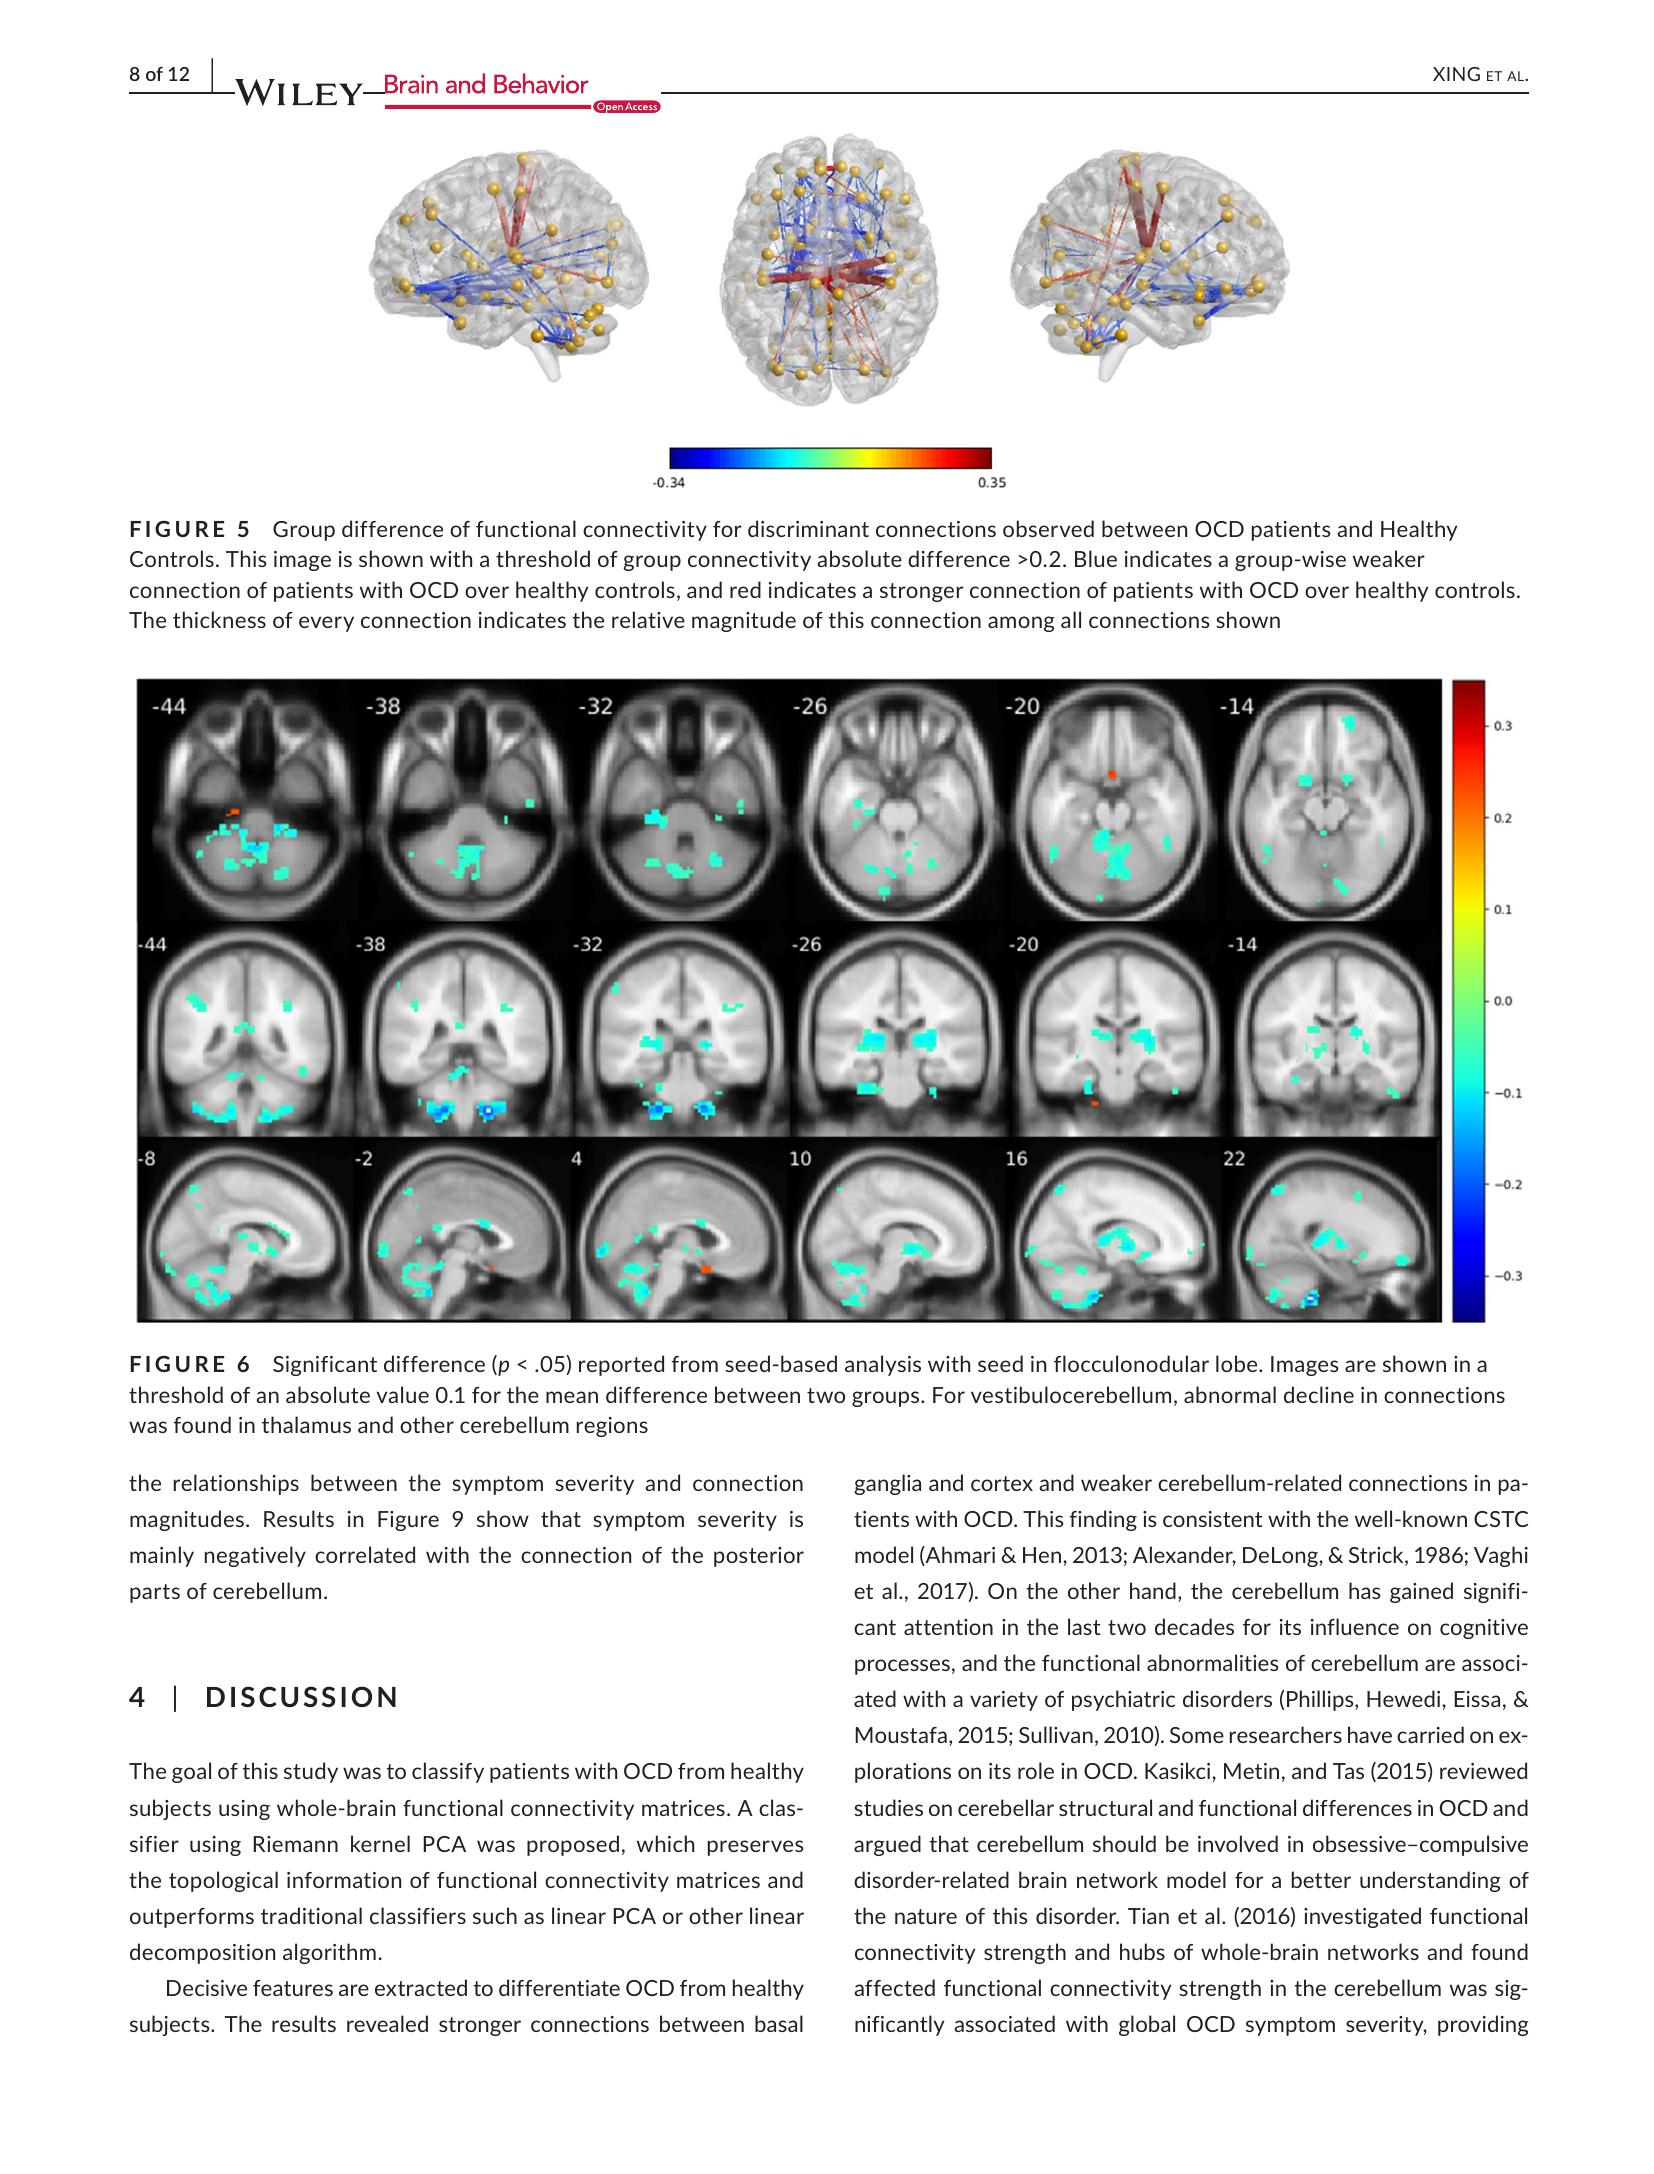 8 of 12
WILEY
Brain and Behavior
Open Access
XING ET AL.
-0.34
0.35
FIGURE 5 Group difference of functional connectivity for discriminant connections observed between OCD patients and Healthy
Controls. This image is shown with a threshold of group connectivity absolute difference >0.2. Blue indicates a group-wise weaker
connection of patients with OCD over healthy controls, and red indicates a stronger connection of patients with OCD over healthy controls.
The thickness of every connection indicates the relative magnitude of this connection among all connections shown
-44 -38 -32 -26 -20 -14
-44 -38 -32 -26 -20 -14
-8 -2 4 10 16 22
0.3
0.2
0.1
0.0
−0.1
−0.2
−0.3
FIGURE 6 Significant difference (p < .05) reported from seed-based analysis with seed in flocculonodular lobe. Images are shown in a
threshold of an absolute value 0.1 for the mean difference between two groups. For vestibulocerebellum, abnormal decline in connections
was found in thalamus and other cerebellum regions
the relationships between the symptom severity and connection
magnitudes. Results in Figure 9 show that symptom severity is
mainly negatively correlated with the connection of the posterior
parts of cerebellum.
4 | DISCUSSION
The goal of this study was to classify patients with OCD from healthy
subjects using whole-brain functional connectivity matrices. A clas-
sifier using Riemann kernel PCA was proposed, which preserves
the topological information of functional connectivity matrices and
outperforms traditional classifiers such as linear PCA or other linear
decomposition algorithm.
Decisive features are extracted to differentiate OCD from healthy
subjects. The results revealed stronger connections between basal
ganglia and cortex and weaker cerebellum-related connections in pa-
tients with OCD. This finding is consistent with the well-known CSTC
model (Ahmari & Hen, 2013; Alexander, DeLong, & Strick, 1986; Vaghi
et al., 2017). On the other hand, the cerebellum has gained signifi-
cant attention in the last two decades for its influence on cognitive
processes, and the functional abnormalities of cerebellum are associ-
ated with a variety of psychiatric disorders (Phillips, Hewedi, Eissa, &
Moustafa, 2015; Sullivan, 2010). Some researchers have carried on ex-
plorations on its role in OCD. Kasikci, Metin, and Tas (2015) reviewed
studies on cerebellar structural and functional differences in OCD and
argued that cerebellum should be involved in obsessive–compulsive
disorder-related brain network model for a better understanding of
the nature of this disorder. Tian et al. (2016) investigated functional
connectivity strength and hubs of whole-brain networks and found
affected functional connectivity strength in the cerebellum was sig-
nificantly associated with global OCD symptom severity, providing